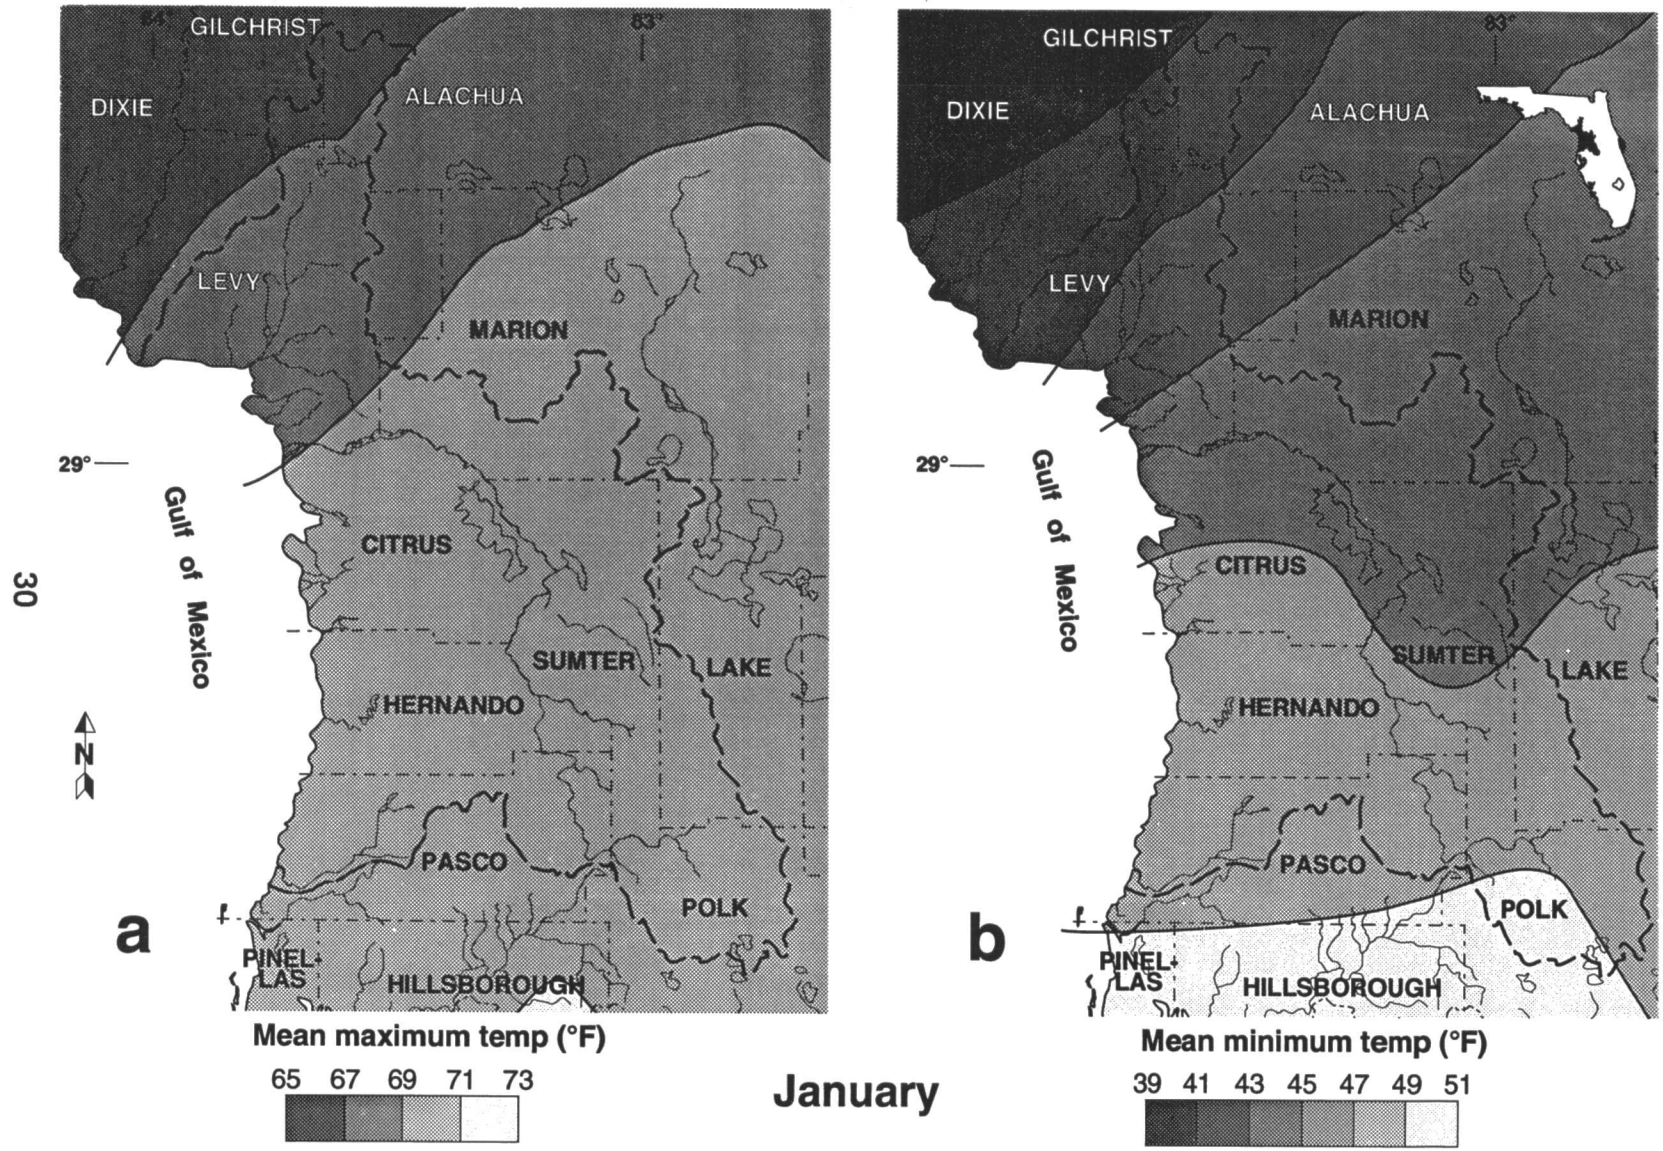 84°
83°
GILCHRIST
DIXIE
ALACHUA
LEVY
MARION
29°
Gulf of Mexico
CITRUS
SUMTER
LAKE
HERNANDO
N
PASCO
POLK
a
PINEL-
LAS
HILLSBOROUGH
Mean maximum temp (°F)
65 67 69 71 73
83°
GILCHRIST
DIXIE
ALACHUA
LEVY
MARION
29°
Gulf of Mexico
CITRUS
SUMTER
LAKE
HERNANDO
PASCO
POLK
b
PINEL-
LAS
HILLSBOROUGH
Mean minimum temp (°F)
39 41 43 45 47 49 51
January
30